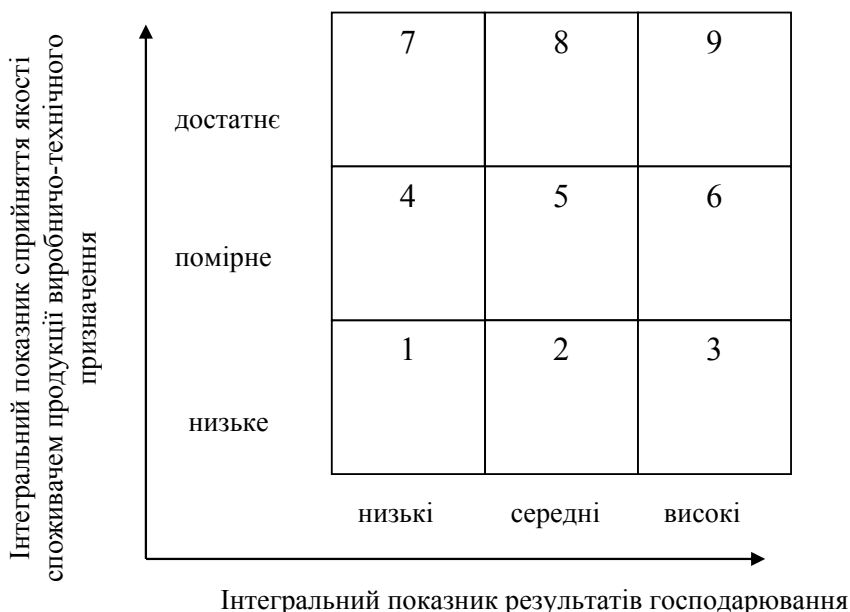 Інтегральний показник сприйняття якості
споживачем продукції виробничо-технічного
призначення
7 8 9
достатнє
4 5 6
помірне
1 2 3
низьке
низькі середні високі
Інтегральний показник результатів господарювання